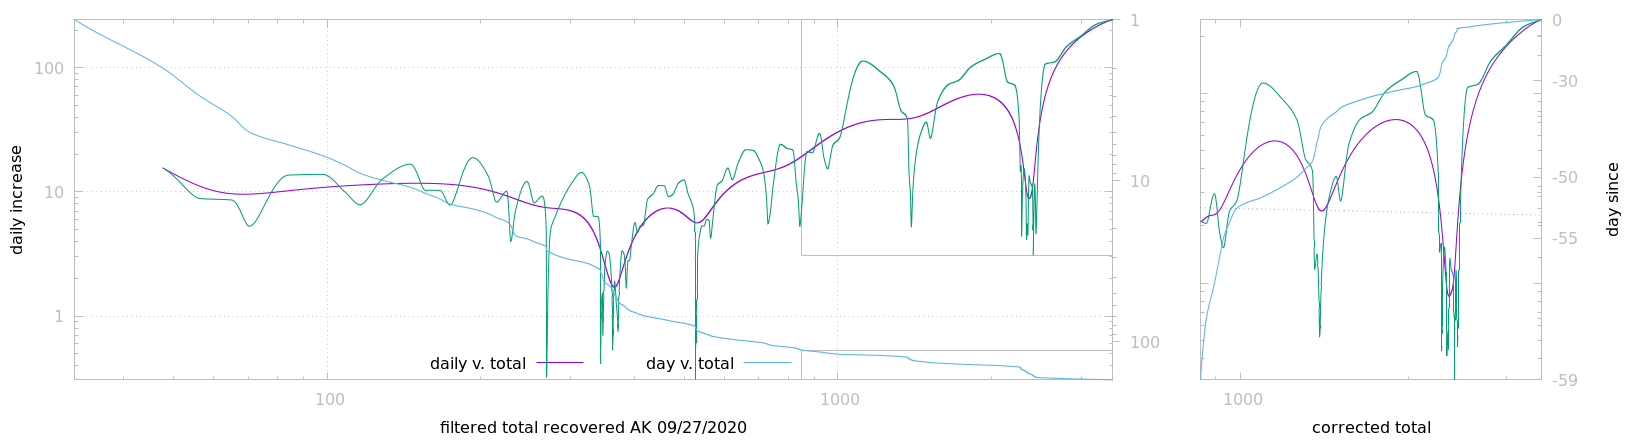 daily increase
100
10
1
daily v. total
day v. total
100
1000
filtered total recovered AK 09/27/2020
1
10
100
1000
corrected total
0
-30
-50
-55
-59
day since